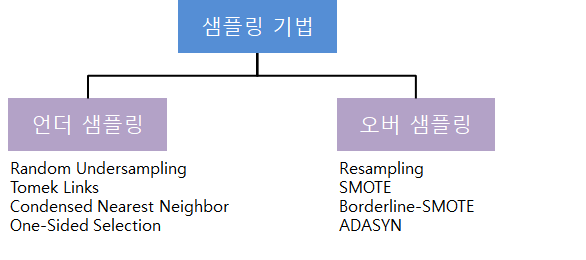 샘플링 기법
언더 샘플링
Random Undersampling
Tomek Links
Condensed Nearest Neighbor
One-Sided Selection
오버 샘플링
Resampling
SMOTE
Borderline-SMOTE
ADASYN